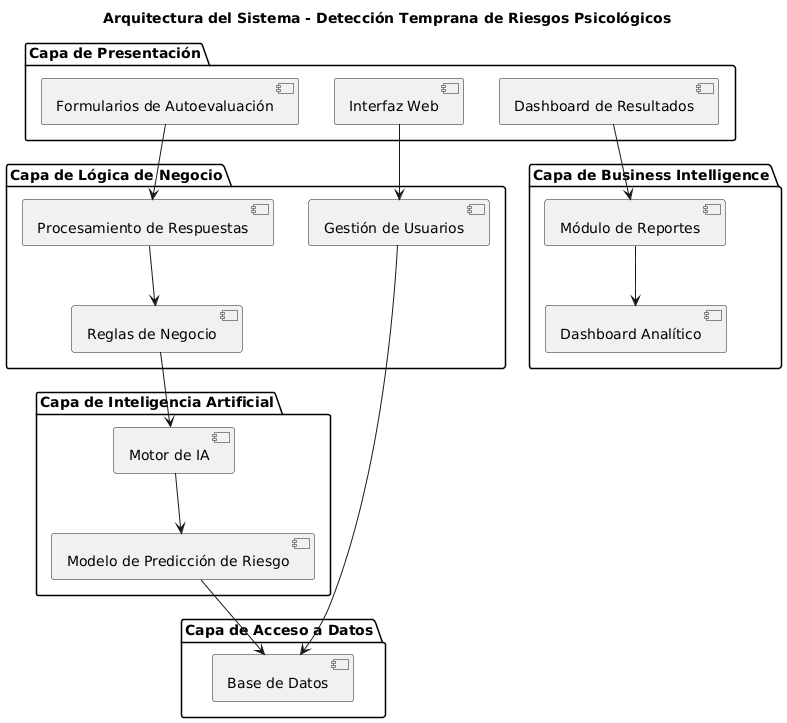 Arquitectura del Sistema - Detección Temprana de Riesgos Psicológicos
Capa de Presentación
Formularios de Autoevaluación
Interfaz Web
Dashboard de Resultados
Capa de Lógica de Negocio
Capa de Business Intelligence
Procesamiento de Respuestas
Gestión de Usuarios
Módulo de Reportes
Reglas de Negocio
Dashboard Analítico
Capa de Inteligencia Artificial
Motor de IA
Modelo de Predicción de Riesgo
Capa de Acceso a Datos
Base de Datos